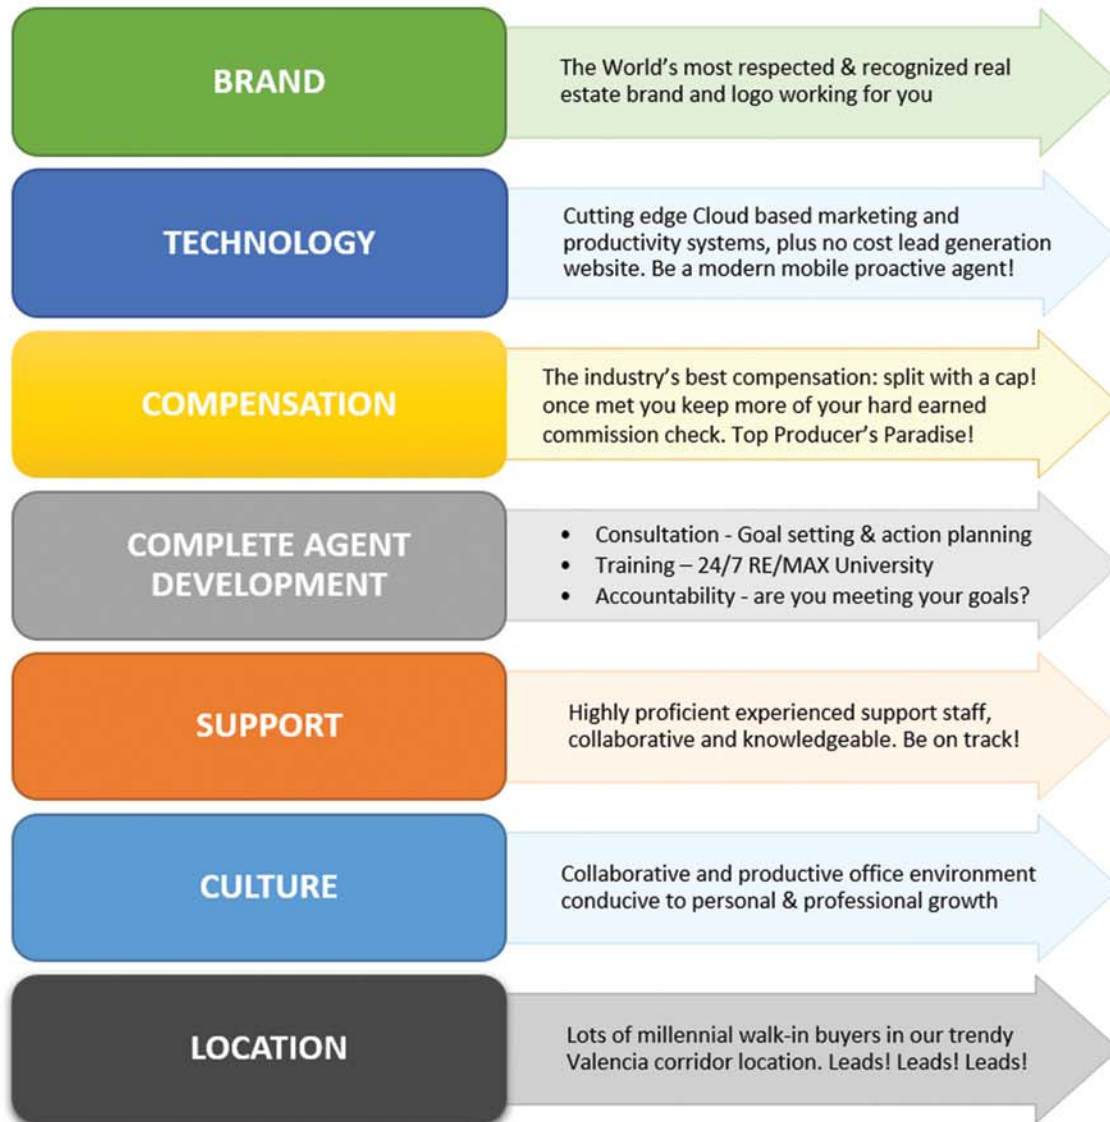 BRAND
The World’s most respected & recognized real
estate brand and logo working for you
TECHNOLOGY
Cutting edge Cloud based marketing and
productivity systems, plus no cost lead generation
website. Be a modern mobile proactive agent!
COMPENSATION
The industry’s best compensation: split with a cap!
once met you keep more of your hard earned
commission check. Top Producer’s Paradise!
COMPLETE AGENT
DEVELOPMENT
• Consultation - Goal setting & action planning
• Training – 24/7 RE/MAX University
• Accountability - are you meeting your goals?
SUPPORT
Highly proficient experienced support staff,
collaborative and knowledgeable. Be on track!
CULTURE
Collaborative and productive office environment
conducive to personal & professional growth
LOCATION
Lots of millennial walk-in buyers in our trendy
Valencia corridor location. Leads! Leads! Leads!